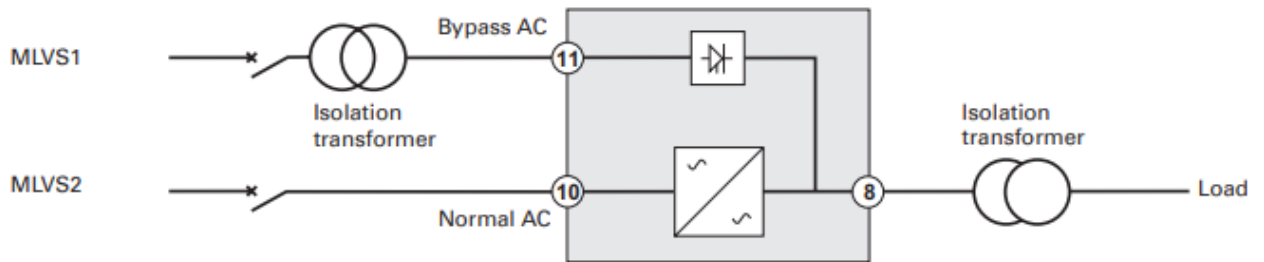 Bypass AC
MLVS1
11
Isolation
transformer
Isolation
transformer
MLVS2
10
8
Load
Normal AC